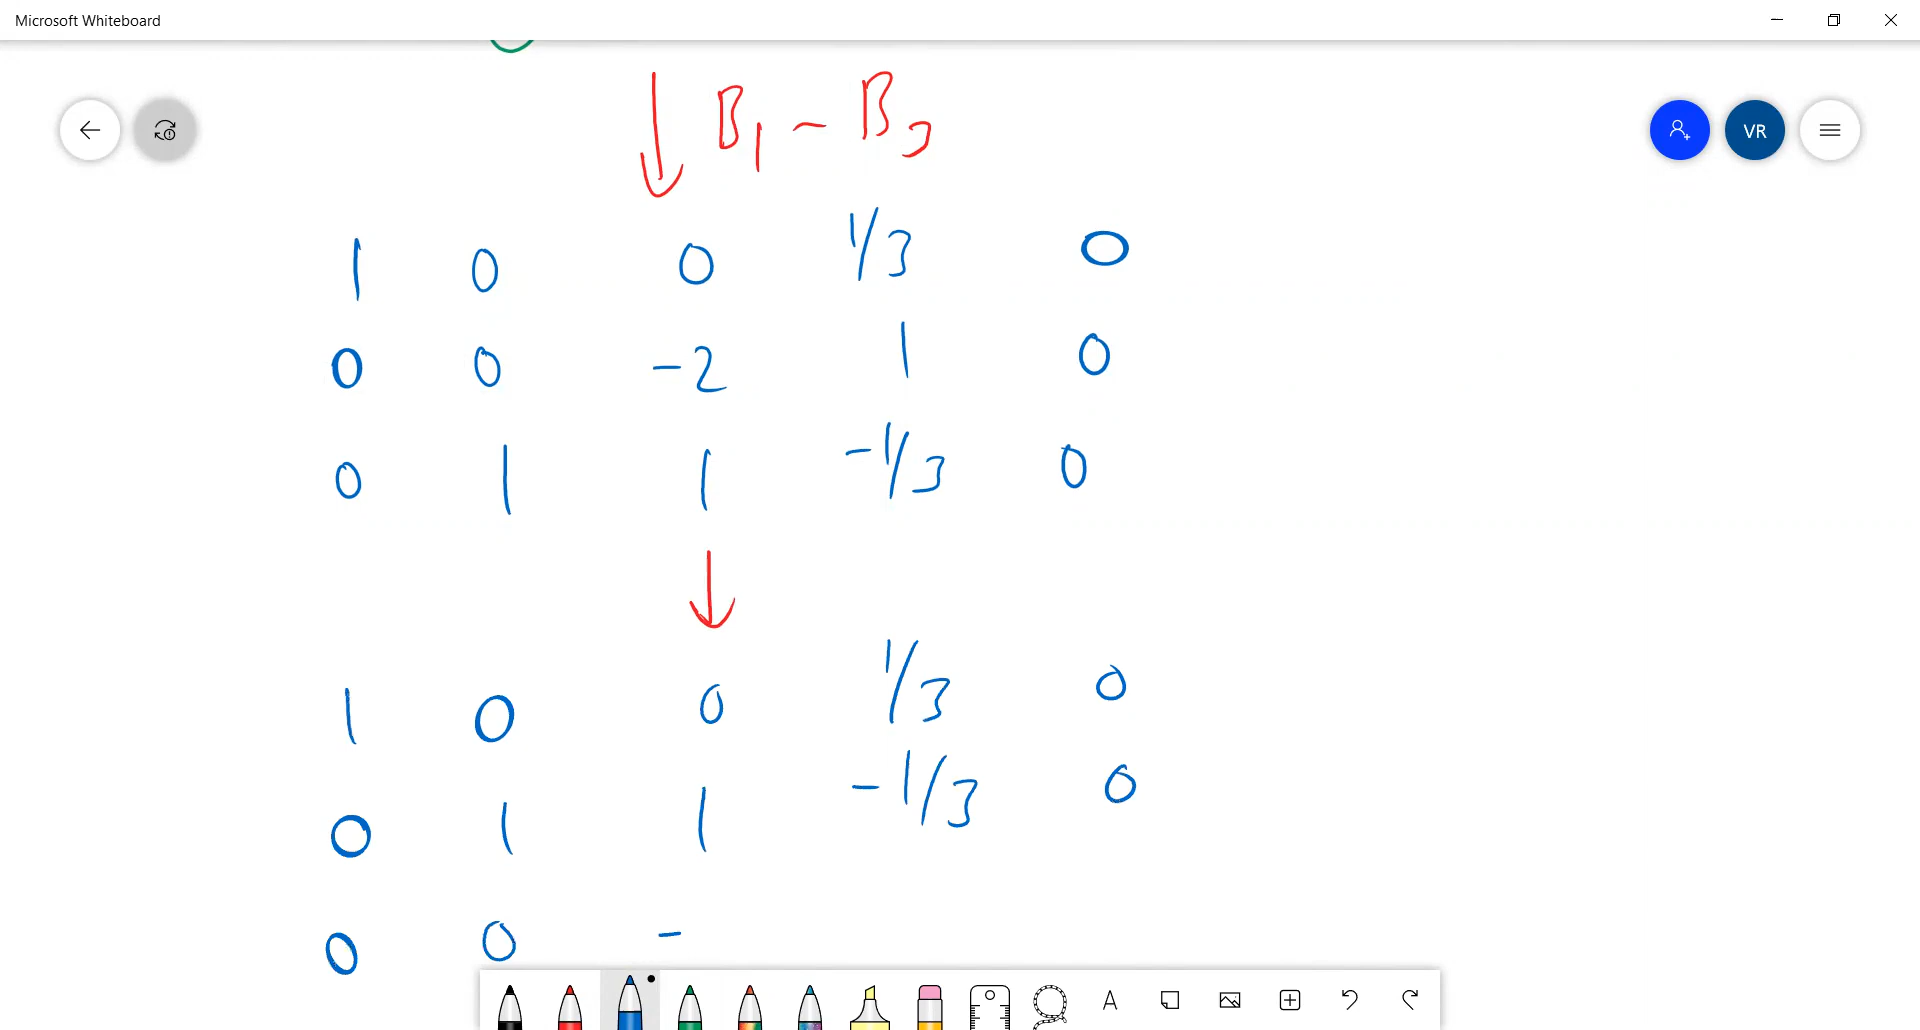 Microsoft Whiteboard
B₁ - B₃
VR
1 0 0 1/3 0
0 0 -2 1 0
0 1 1 -1/3 0
1 0 0 1/3 0
0 1 1 -1/3 0
0 0 -
A